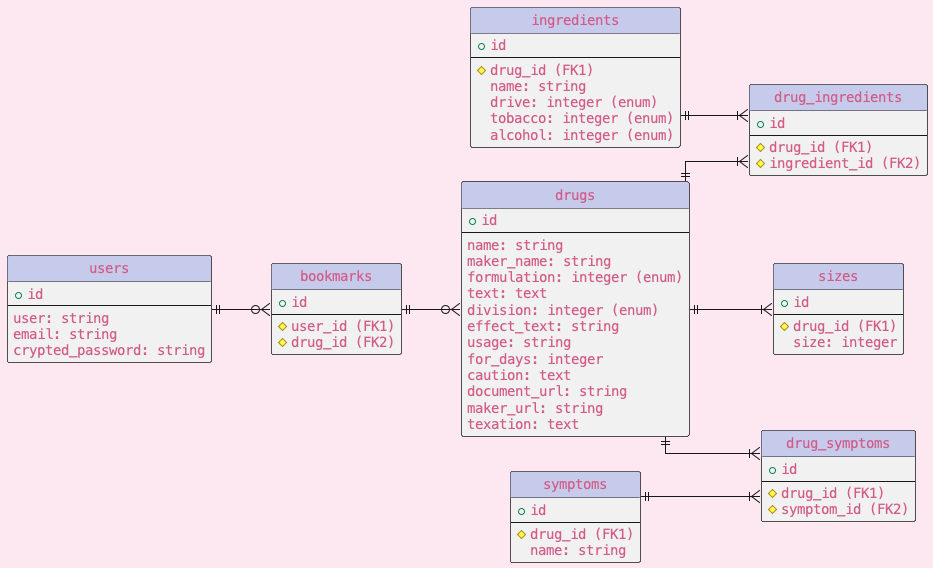 ingredients
id
drug_id (FK1)
name: string
drive: integer (enum)
tobacco: integer (enum)
alcohol: integer (enum)
drug_ingredients
id
drug_id (FK1)
ingredient_id (FK2)
drugs
id
name: string
maker_name: string
formulation: integer (enum)
text: text
division: integer (enum)
effect_text: string
usage: string
for_days: integer
caution: text
document_url: string
maker_url: string
texation: text
users
id
user: string
email: string
crypted_password: string
bookmarks
id
user_id (FK1)
drug_id (FK2)
sizes
id
drug_id (FK1)
size: integer
drug_symptoms
id
drug_id (FK1)
symptom_id (FK2)
symptoms
id
drug_id (FK1)
name: string